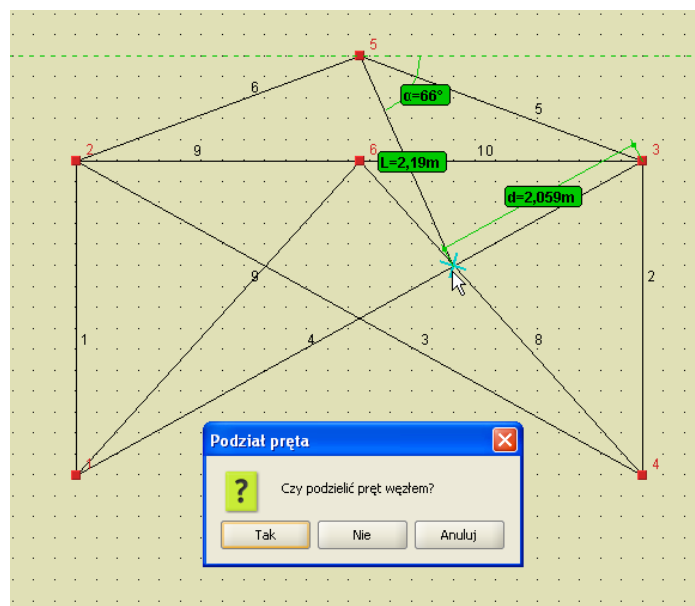 5
6
α=66°
5
2
9
6
10
3
L=2,19m
d=2,059m
9
2
1
4
3
8
1
4
Podział pręta
?
Czy podzielić pręt węzłem?
Tak
Nie
Anuluj